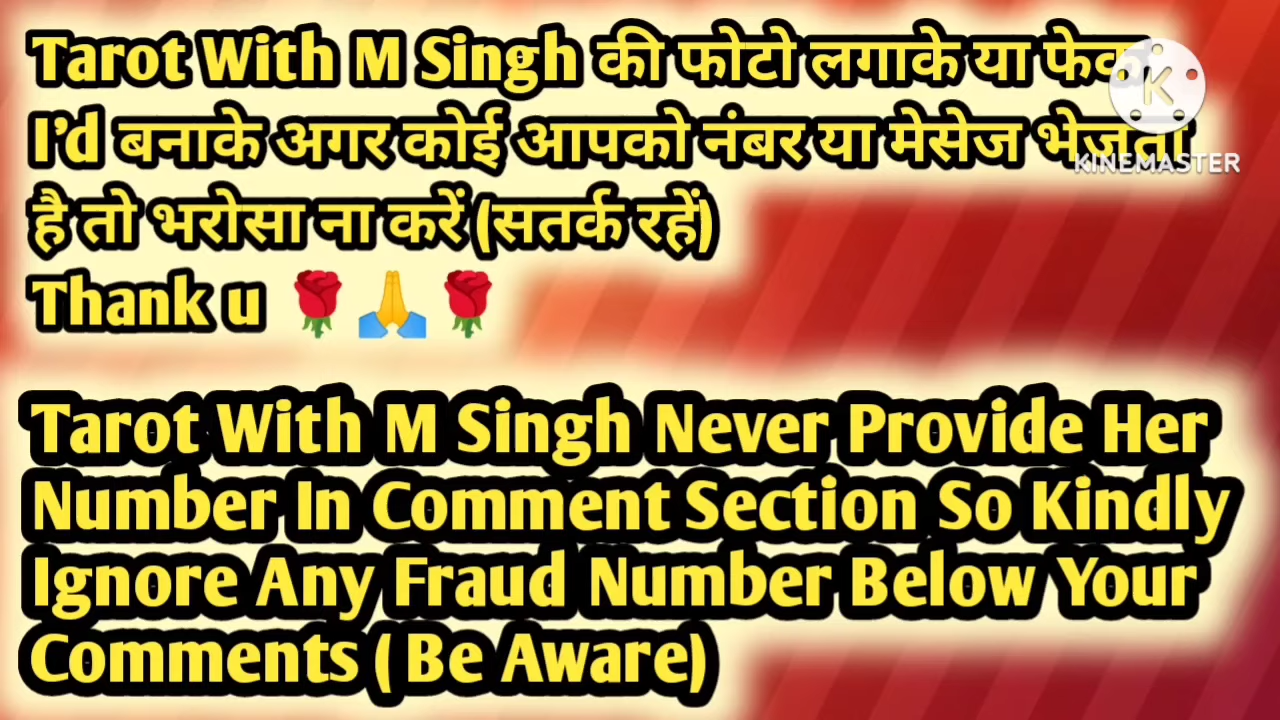 Tarot With M Singh की फोटो लगाके या फेक
I'd बनाके अगर कोई आपको नंबर या मेसेज भेजता
है तो भरोसा ना करें (सतर्क रहें)
Thank u 🌹🙏🌹
Tarot With M Singh Never Provide Her
Number In Comment Section So Kindly
Ignore Any Fraud Number Below Your
Comments ( Be Aware)
K
KINEMASTER